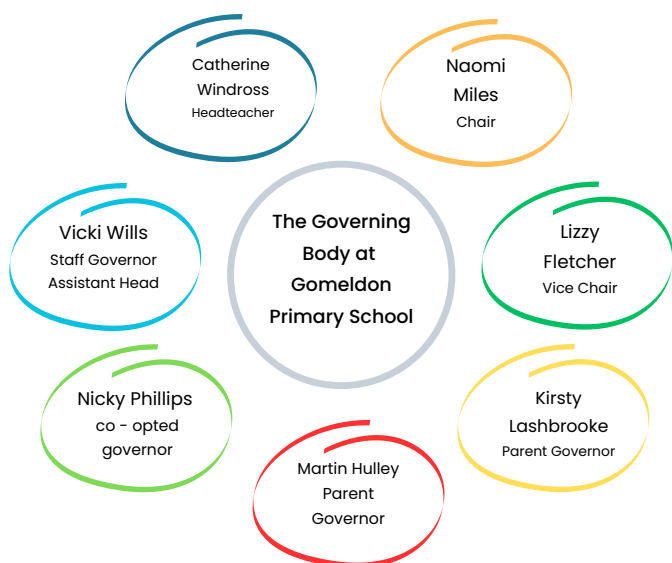 Catherine
Windross
Headteacher
Naomi
Miles
Chair
Vicki Wills
Staff Governor
Assistant Head
The Governing
Body at
Gomeldon
Primary School
Lizzy
Fletcher
Vice Chair
Nicky Phillips
co - opted
governor
Martin Hulley
Parent
Governor
Kirsty
Lashbrooke
Parent Governor